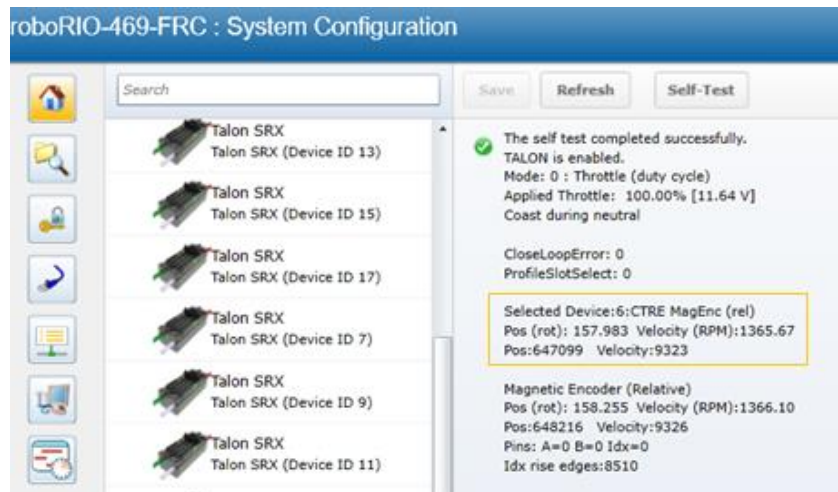 roboRIO-469-FRC : System Configuration
Search
Talon SRX
Talon SRX (Device ID 13)
Talon SRX
Talon SRX (Device ID 15)
Talon SRX
Talon SRX (Device ID 17)
Talon SRX
Talon SRX (Device ID 7)
Talon SRX
Talon SRX (Device ID 9)
Talon SRX
Talon SRX (Device ID 11)
Save
Refresh
Self-Test
The self test completed successfully.
TALON is enabled.
Mode: 0 : Throttle (duty cycle)
Applied Throttle: 100.00% [11.64 V]
Coast during neutral
CloseLoopError: 0
ProfileSlotSelect: 0
Selected Device:6:CTRE MagEnc (rel)
Pos (rot): 157.983 Velocity (RPM):1365.67
Pos:647099 Velocity:9323
Magnetic Encoder (Relative)
Pos (rot): 158.255 Velocity (RPM):1366.10
Pos:648216 Velocity:9326
Pins: A=0 B=0 Idx=0
Idx rise edges:8510